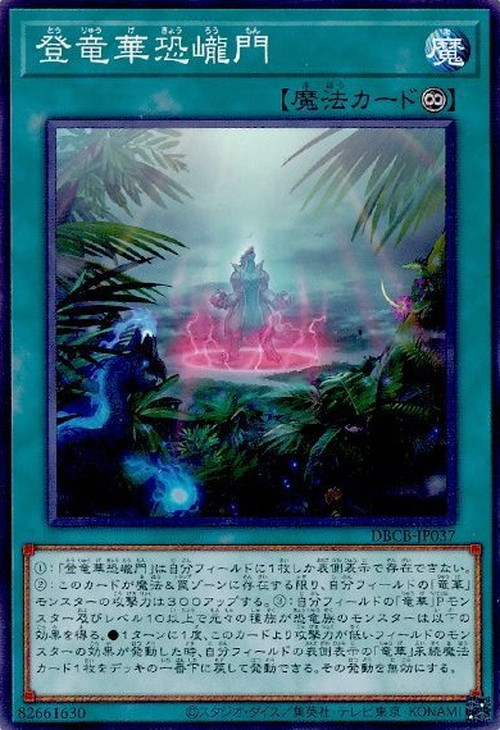 登竜華恐巄門
魔
【魔法カード】
DBCB-JP037
①:「登竜華恐巄門」は自分フィールドに1枚しか表側表示で存在できない。
②:このカードが魔法&罠ゾーンに存在する限り、自分フィールドの「竜華」
モンスターの攻撃力は300アップする。③:自分フィールドの「竜華」Pモン
スター及びレベル10以上で元々の種族が恐竜族のモンスターは以下の
効果を得る。●1ターンに1度、このカードより攻撃力が低いフィールドのモン
スターの効果が発動した時、自分フィールドの表側表示の「竜華」永続魔法
カード1枚をデッキの一番下に戻して発動できる。その発動を無効にする。
82661630
©スタジオ・ダイス/集英社・テレビ東京・KONAMI